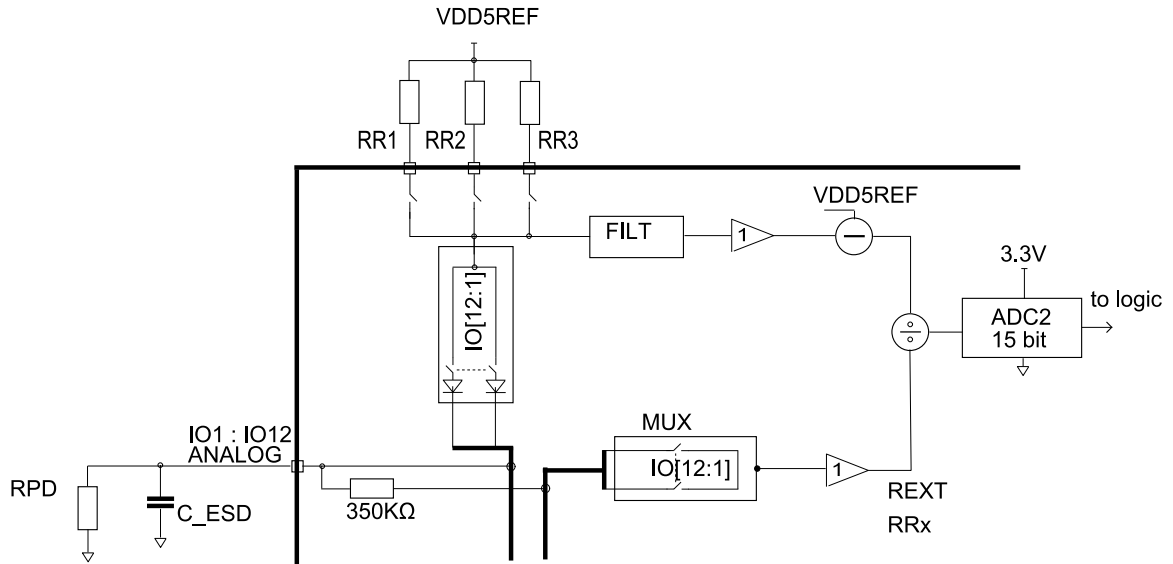 VDD5REF
RR1
RR2
RR3
VDD5REF
FILT
1
3.3V
to logic
ADC2
15 bit
IO[12:1]
MUX
IO1 : IO12
ANALOG
IO[12:1]
1
RPD
C_ESD
350KΩ
REXT
RRx